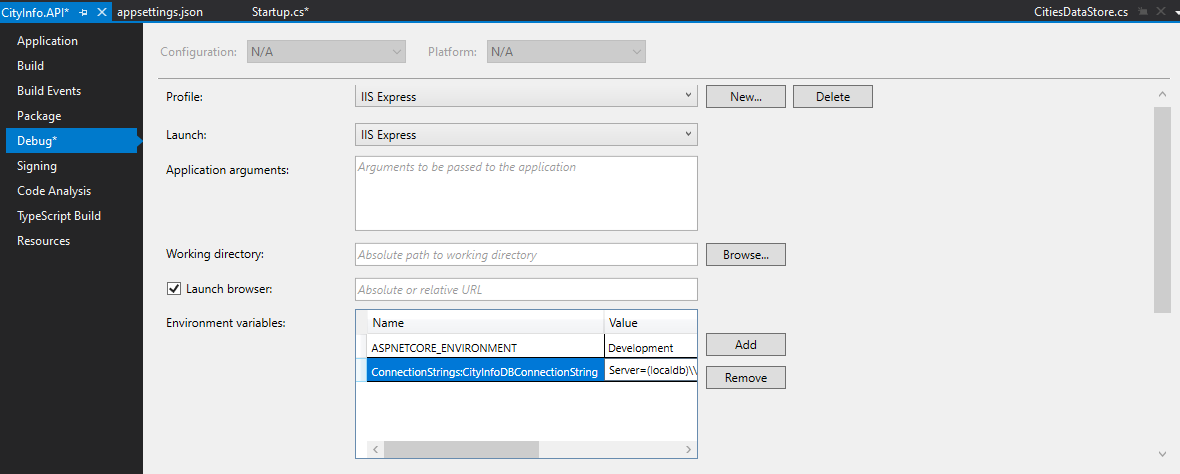 CityInfo.API* appsettings.json Startup.cs* CitiesDataStore.cs
Application
Build
Build Events
Package
Debug*
Signing
Code Analysis
TypeScript Build
Resources
Configuration: N/A Platform: N/A
Profile: IIS Express New... Delete
Launch: IIS Express
Application arguments: Arguments to be passed to the application
Working directory: Absolute path to working directory Browse...
Launch browser: Absolute or relative URL
Environment variables: Name Value
ASPNETCORE_ENVIRONMENT Development Add
ConnectionStrings:CityInfoDBConnectionString Server=(localdb)\\ Remove